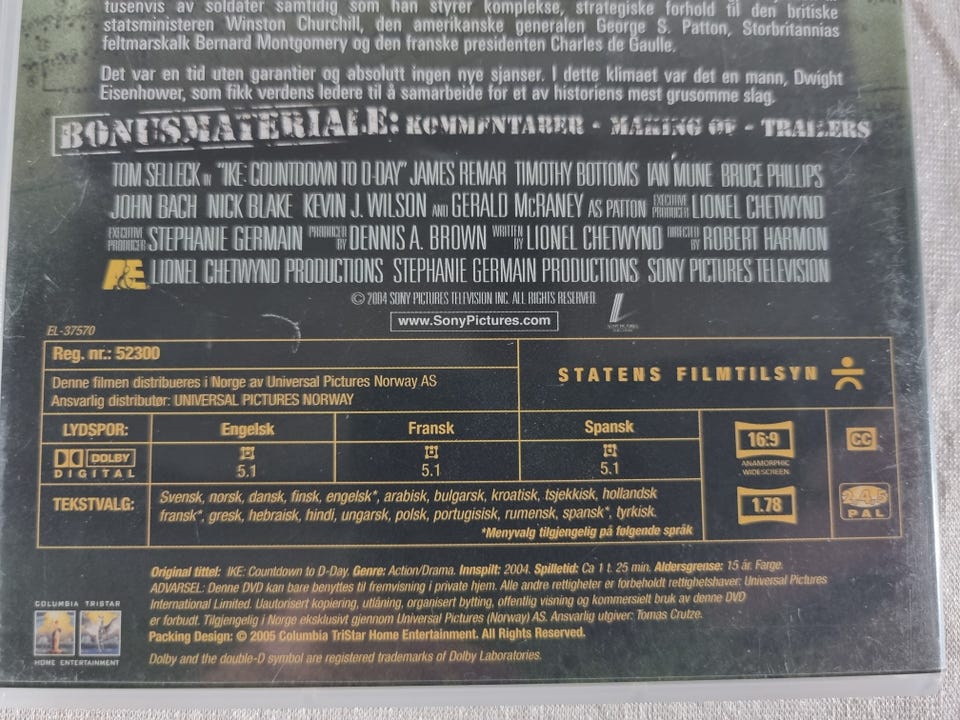 tusenvis av soldater samtidig som han styrer komplekse, strategiske forhold til den britiske
statsministeren Winston Churchill, den amerikanske generalen George S. Patton, Storbritannias
feltmarskalk Bernard Montgomery og den franske presidenten Charles de Gaulle.
Det var en tid uten garantier og absolutt ingen nye sjanser. I dette klimaet var det en mann, Dwight
Eisenhower, som fikk verdens ledere til å samarbeide for et av historiens mest grusomme slag.
BONUSMATERIALE: KOMMENTARER - MAKING OF - TRAILERS
TOM SELLECK IN "IKE: COUNTDOWN TO D-DAY" JAMES REMAR TIMOTHY BOTTOMS IAN MUNE BRUCE PHILLIPS
JOHN BACH NICK BLAKE KEVIN J. WILSON AND GERALD McRANEY AS PATTON EXECUTIVE PRODUCER LIONEL CHETWYND
EXECUTIVE PRODUCER STEPHANIE GERMAIN PRODUCED BY DENNIS A. BROWN WRITTEN BY LIONEL CHETWYND DIRECTED BY ROBERT HARMON
A&E LIONEL CHETWYND PRODUCTIONS STEPHANIE GERMAIN PRODUCTIONS SONY PICTURES TELEVISION
© 2004 SONY PICTURES TELEVISION INC. ALL RIGHTS RESERVED.
www.SonyPictures.com
EL-37570
Reg. nr.: 52300
Denne filmen distribueres i Norge av Universal Pictures Norway AS
Ansvarlig distributør: UNIVERSAL PICTURES NORWAY
STATENS FILMTILSYN
LYDSPOR: Engelsk Fransk Spansk
DOLBY DIGITAL 5.1 5.1 5.1
16:9
ANAMORPHIC
WIDESCREEN
CC
TEKSTVALG: Svensk, norsk, dansk, finsk, engelsk*, arabisk, bulgarsk, kroatisk, tsjekkisk, hollandsk
fransk*, gresk, hebraisk, hindi, ungarsk, polsk, portugisisk, rumensk, spansk*, tyrkisk.
*Menyvalg tilgjengelig på følgende språk
1.78
2.4.5
PAL
Original tittel: IKE: Countdown to D-Day. Genre: Action/Drama. Innspilt: 2004. Spilletid: Ca 1 t. 25 min. Aldersgrense: 15 år. Farge.
ADVARSEL: Denne DVD kan bare benyttes til fremvisning i private hjem. Alle andre rettigheter er forbeholdt rettighetshaver: Universal Pictures
International Limited. Uautorisert kopiering, utlåning, organisert bytting, offentlig visning og kommersielt bruk av denne DVD
er forbudt. Tilgjengelig i Norge eksklusivt gjennom Universal Pictures (Norway) AS. Ansvarlig utgiver: Tomas Crutze.
Packing Design: © 2005 Columbia TriStar Home Entertainment. All Rights Reserved.
Dolby and the double-D symbol are registered trademarks of Dolby Laboratories.
COLUMBIA TRISTAR
HOME ENTERTAINMENT